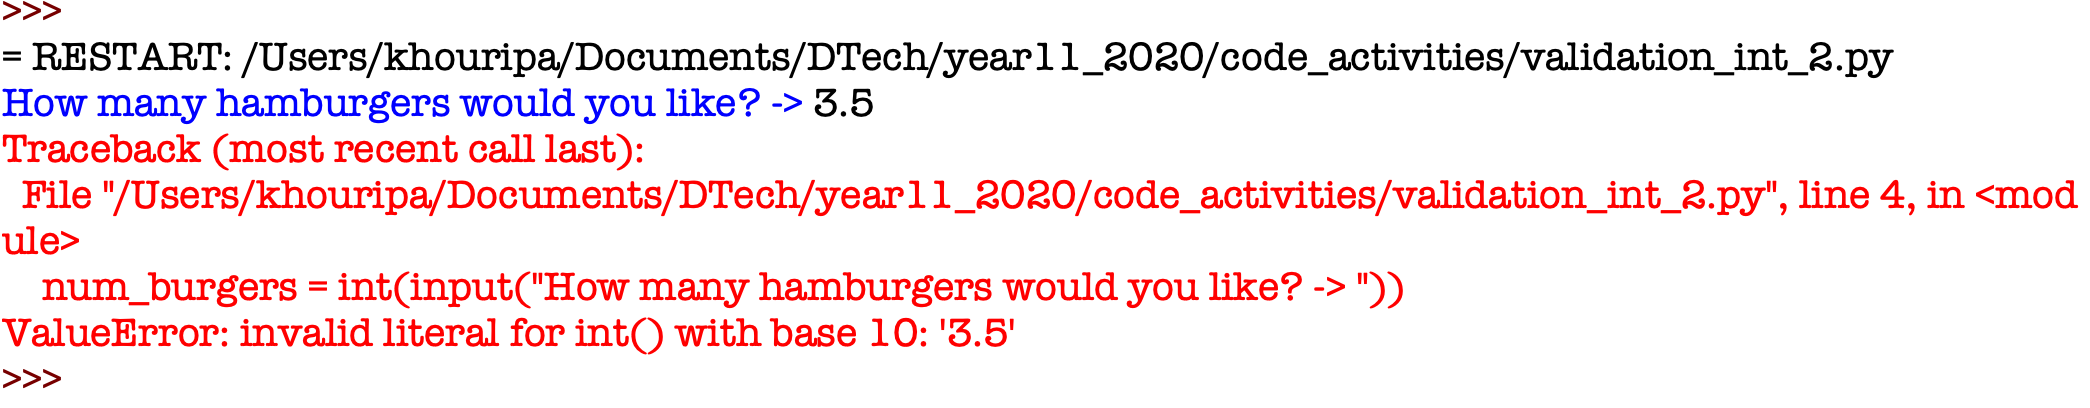 >>>
= RESTART: /Users/khouripa/Documents/DTech/year11_2020/code_activities/validation_int_2.py
How many hamburgers would you like? -> 3.5
Traceback (most recent call last):
  File "/Users/khouripa/Documents/DTech/year11_2020/code_activities/validation_int_2.py", line 4, in <mod
ule>
    num_burgers = int(input("How many hamburgers would you like? -> "))
ValueError: invalid literal for int() with base 10: '3.5'
>>>